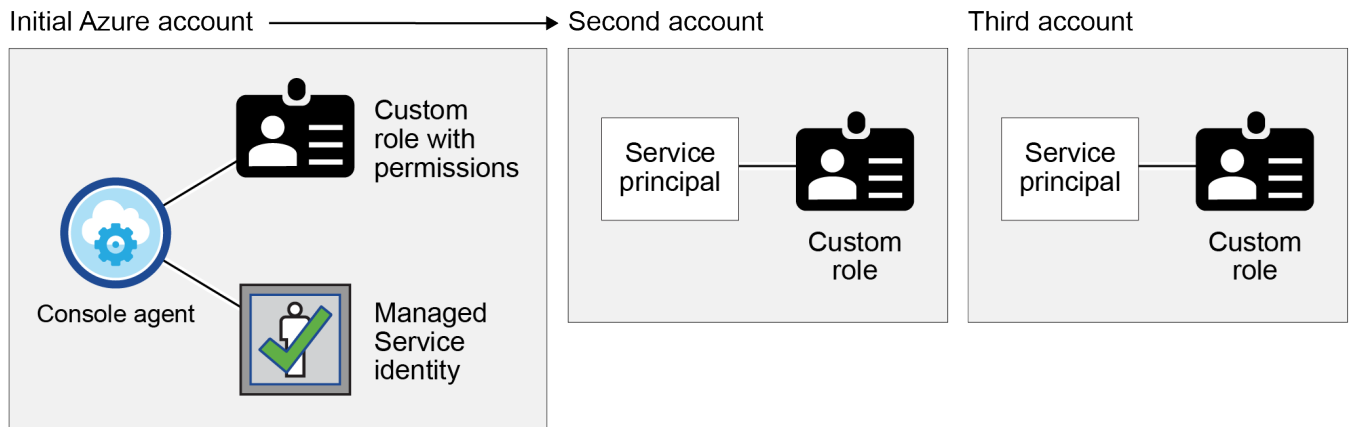 Initial Azure account
Second account
Third account
Custom
role with
permissions
Console agent
Managed
Service
identity
Service
principal
Custom
role
Service
principal
Custom
role